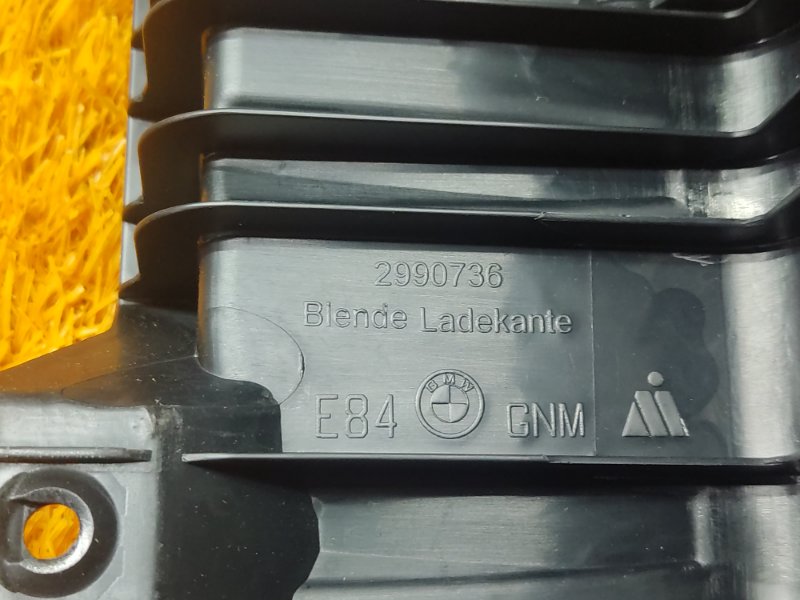 2990736
Blende Ladekante
E84 BMW GNM